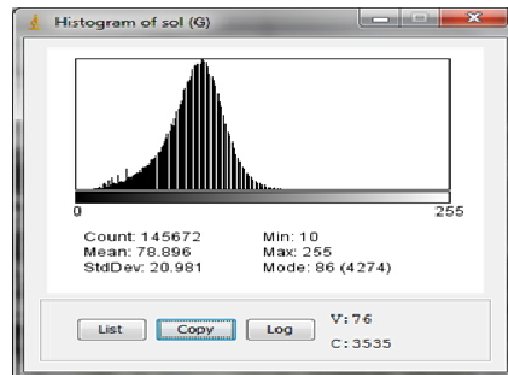 Histogram of sol (G)
0 255
Count: 145672 Min: 10
Mean: 78.896 Max: 255
StdDev: 20.981 Mode: 86 (4274)
List Copy Log
V:76
C:3535